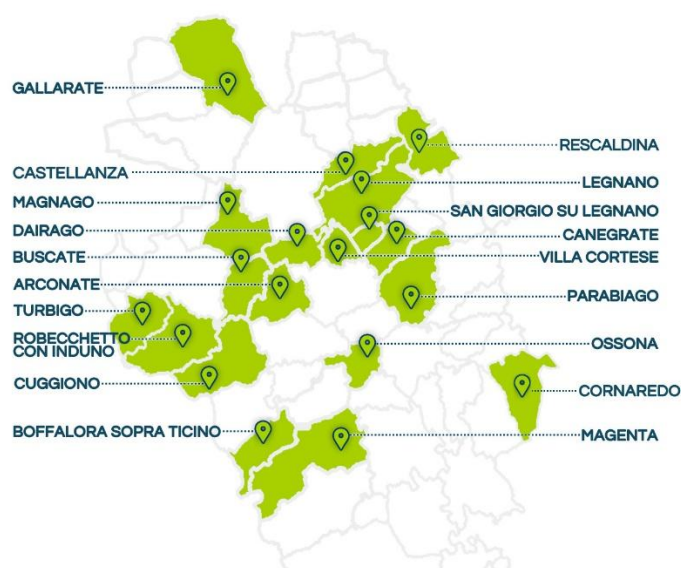 GALLARATE
CASTELLANZA
MAGNAGO
DAIRAGO
BUSCATE
ARCONATE
TURBIGO
ROBECCHETTO
CON INDUNO
CUGGIONO
BOFFALORA SOPRA TICINO
RESCALDINA
LEGNANO
SAN GIORGIO SU LEGNANO
CANEGRATE
VILLA CORTESE
PARABIAGO
OSSONA
CORNAREDO
MAGENTA